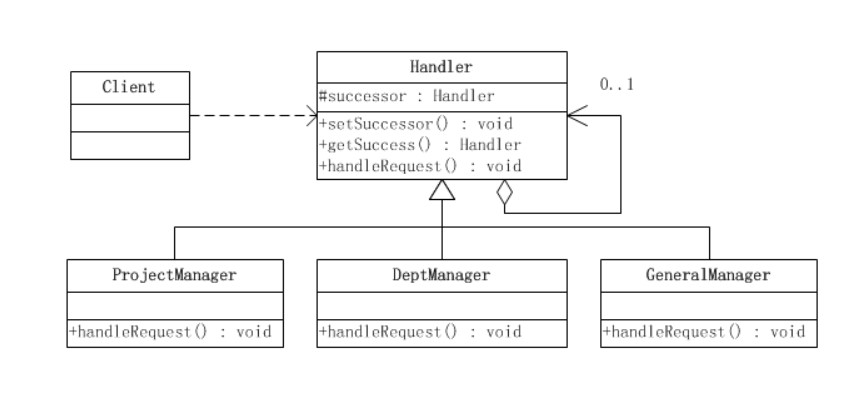 Handler
0..1
Client
#successor : Handler
+setSuccessor() : void
+getSuccess() : Handler
+handleRequest() : void
ProjectManager
DeptManager
GeneralManager
+handleRequest() : void
+handleRequest() : void
+handleRequest() : void